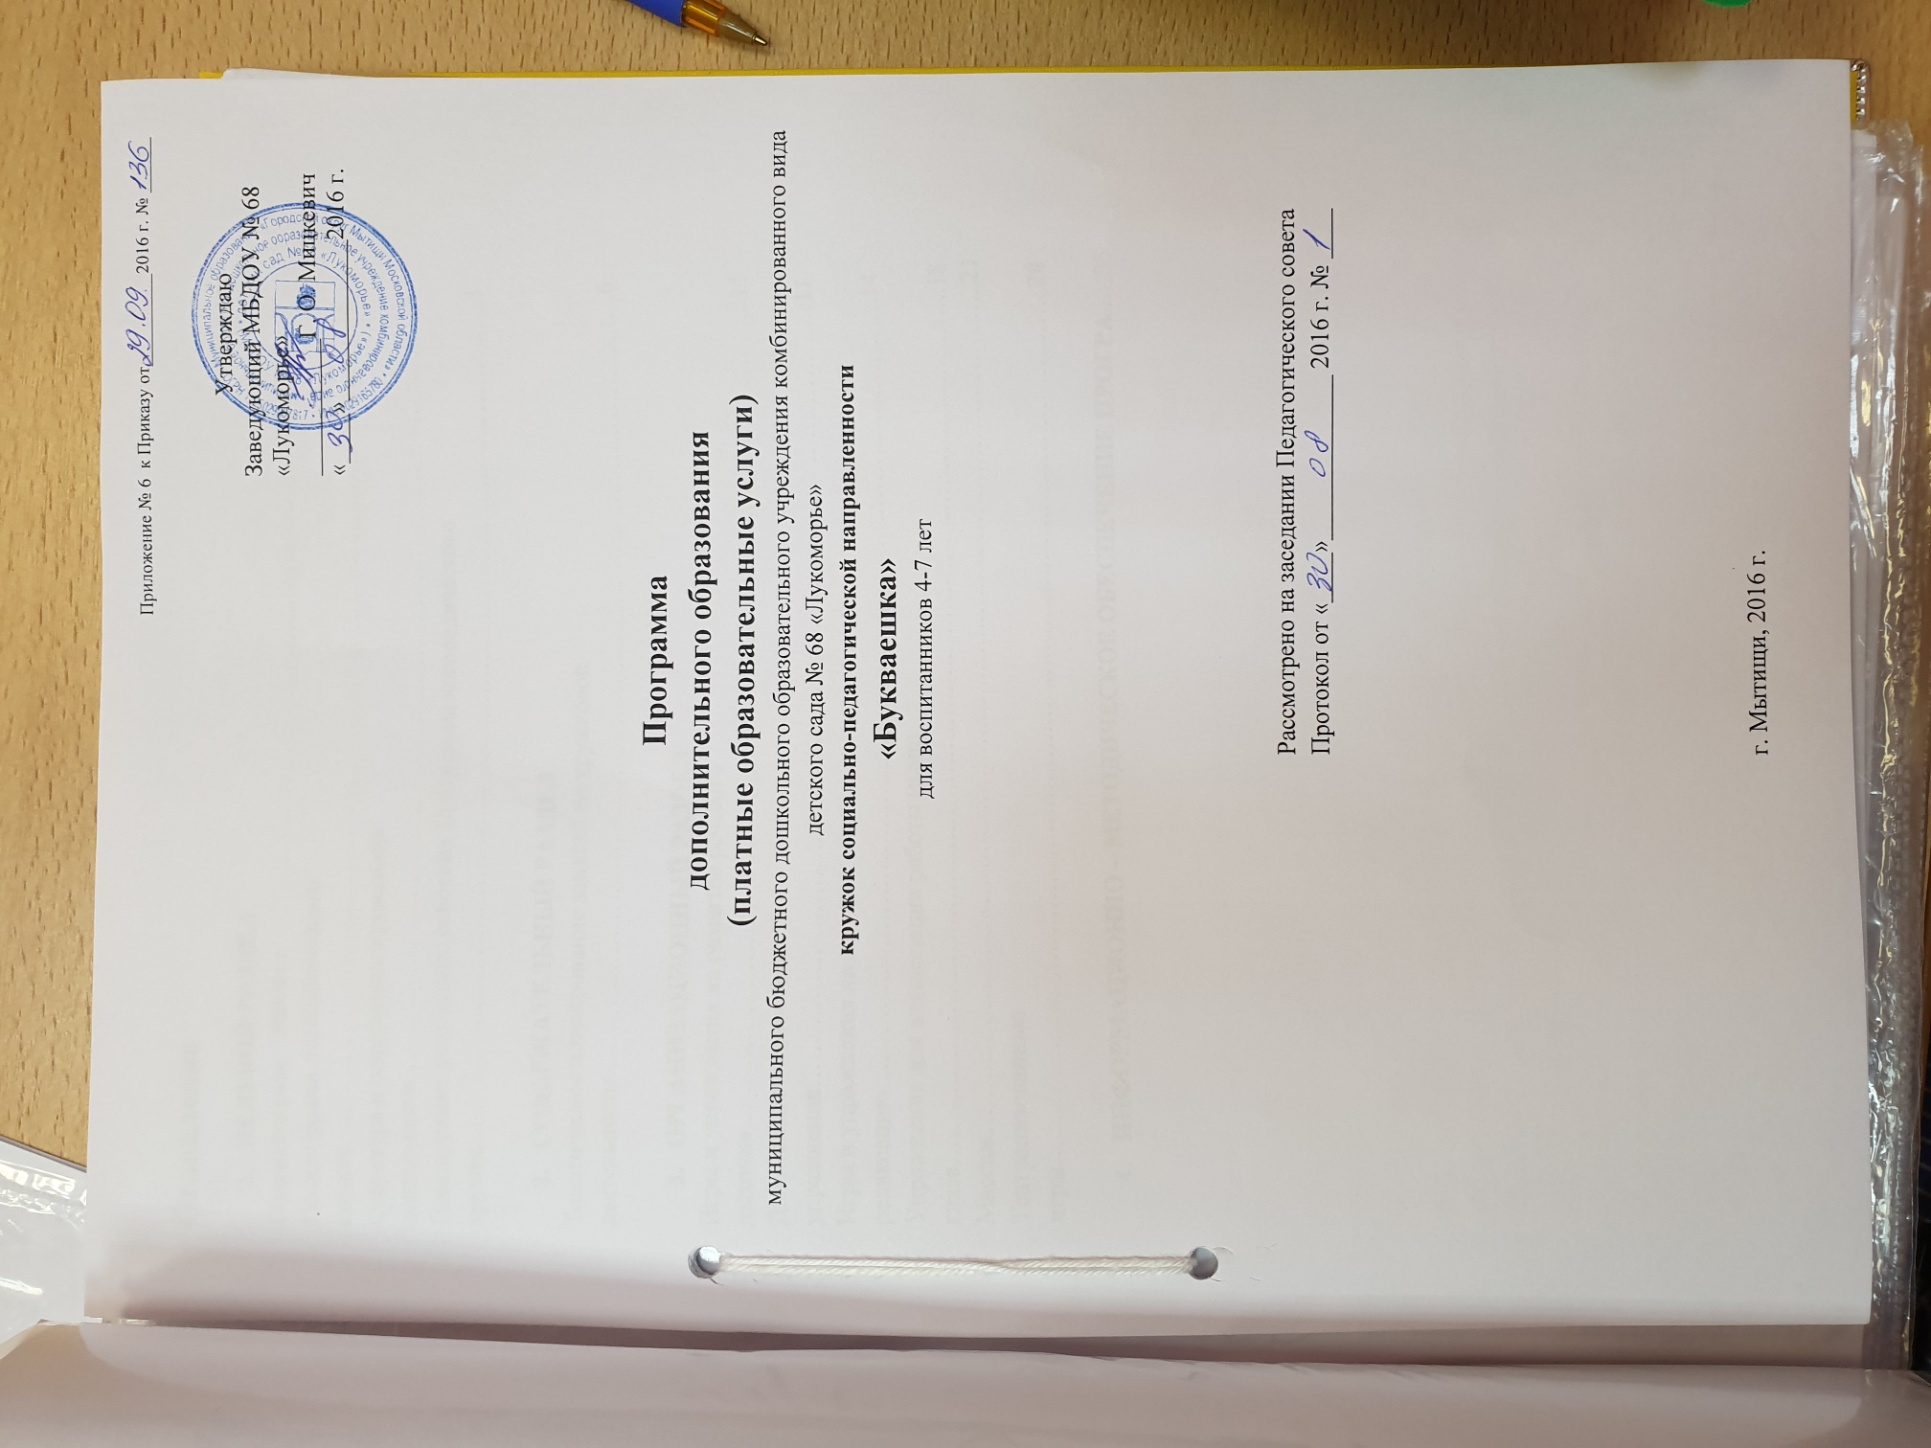 Приложение № 6 к Приказу от 29.09. 2016 г. № 136
Утверждаю
Заведующий МБДОУ № 68
«Лукоморье»
Г. О. Мицкевич
« 30 » 08 2016 г.
Программа
дополнительного образования
(платные образовательные услуги)
муниципального бюджетного дошкольного образовательного учреждения комбинированного вида
детского сада № 68 «Лукоморье»
кружок социально-педагогической направленности
«Букваешка»
для воспитанников 4-7 лет
Рассмотрено на заседании Педагогического совета
Протокол от « 30 » 08 2016 г. № 1
г. Мытищи, 2016 г.